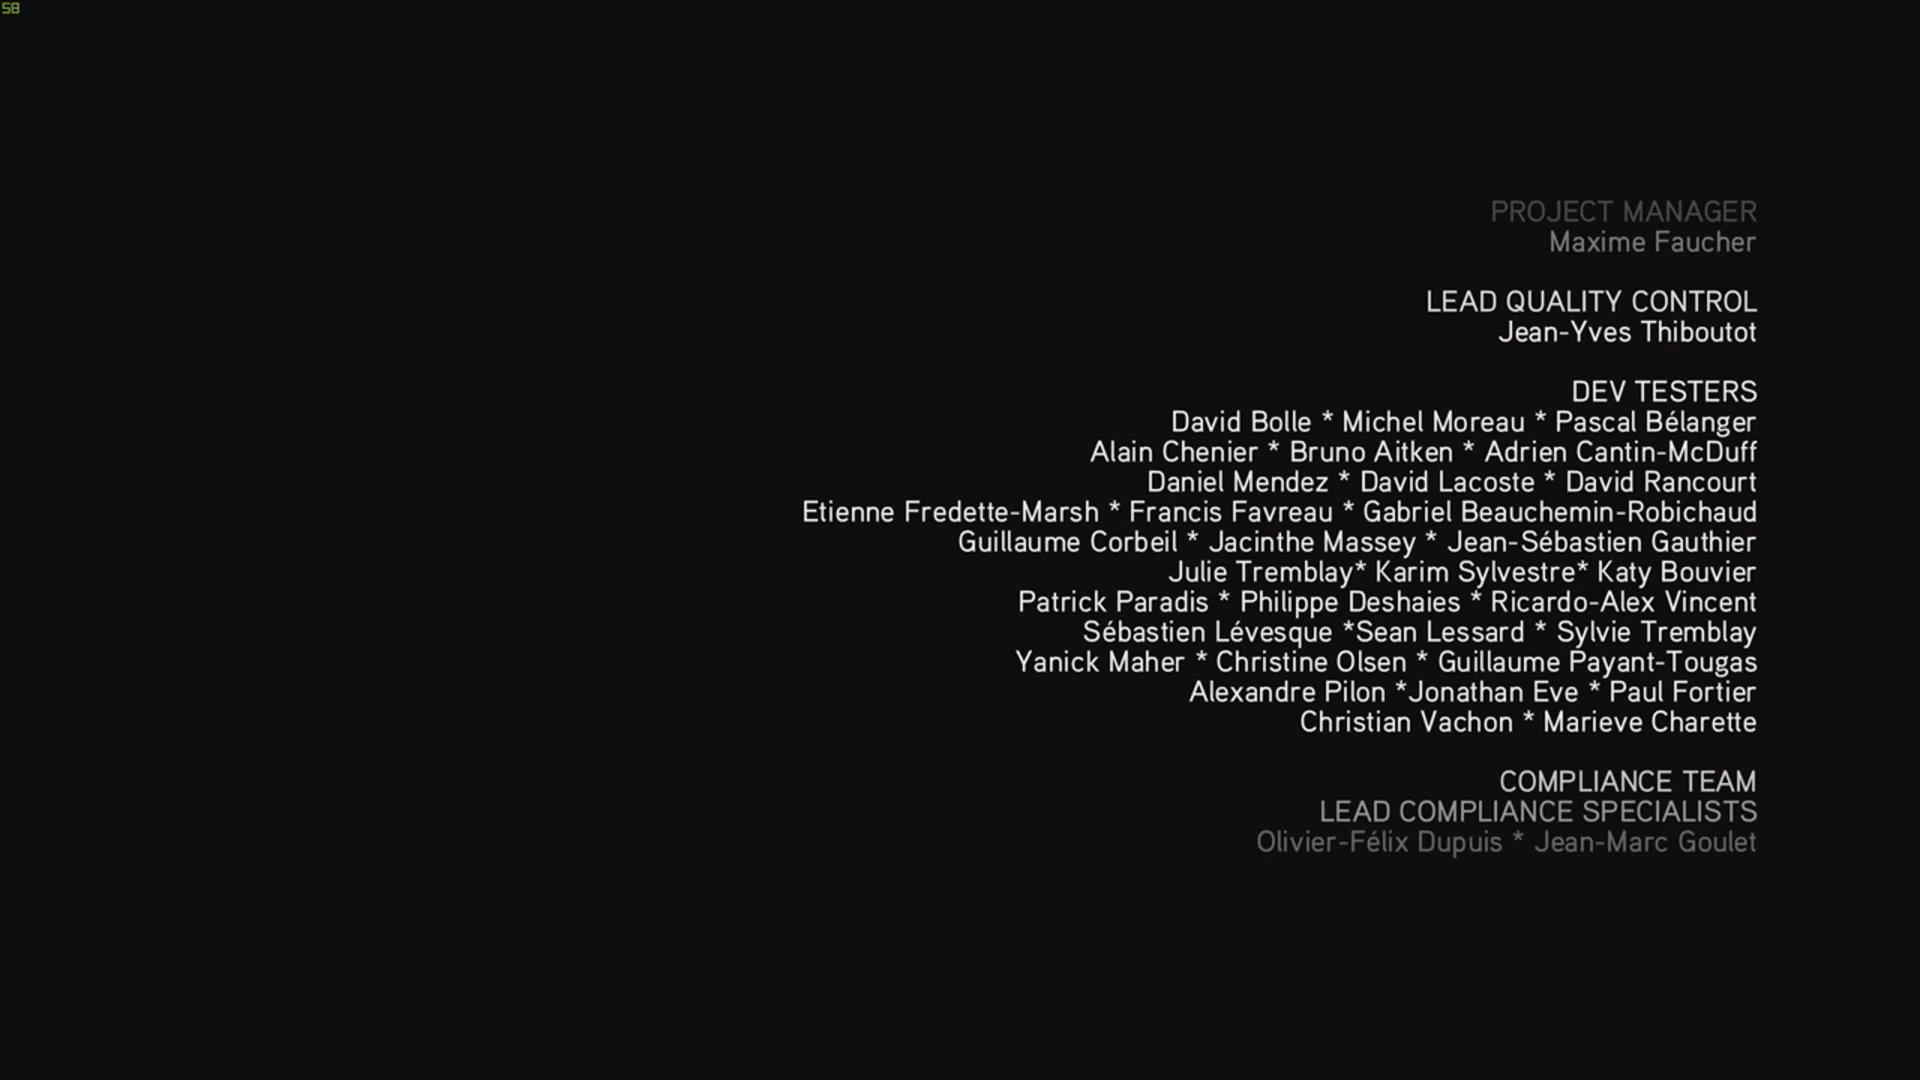 58
PROJECT MANAGER
Maxime Faucher
LEAD QUALITY CONTROL
Jean-Yves Thiboutot
DEV TESTERS
David Bolle * Michel Moreau * Pascal Bélanger
Alain Chenier * Bruno Aitken * Adrien Cantin-McDuff
Daniel Mendez * David Lacoste * David Rancourt
Etienne Fredette-Marsh * Francis Favreau * Gabriel Beauchemin-Robichaud
Guillaume Corbeil * Jacinthe Massey * Jean-Sébastien Gauthier
Julie Tremblay* Karim Sylvestre* Katy Bouvier
Patrick Paradis * Philippe Deshaies * Ricardo-Alex Vincent
Sébastien Lévesque *Sean Lessard * Sylvie Tremblay
Yanick Maher * Christine Olsen * Guillaume Payant-Tougas
Alexandre Pilon *Jonathan Eve * Paul Fortier
Christian Vachon * Marieve Charette
COMPLIANCE TEAM
LEAD COMPLIANCE SPECIALISTS
Olivier-Félix Dupuis * Jean-Marc Goulet